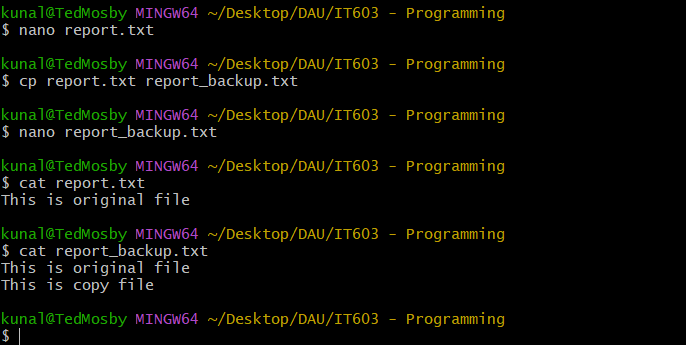 kunal@TedMosby MINGW64 ~/Desktop/DAU/IT603 - Programming
$ nano report.txt
kunal@TedMosby MINGW64 ~/Desktop/DAU/IT603 - Programming
$ cp report.txt report_backup.txt
kunal@TedMosby MINGW64 ~/Desktop/DAU/IT603 - Programming
$ nano report_backup.txt
kunal@TedMosby MINGW64 ~/Desktop/DAU/IT603 - Programming
$ cat report.txt
This is original file
kunal@TedMosby MINGW64 ~/Desktop/DAU/IT603 - Programming
$ cat report_backup.txt
This is original file
This is copy file
kunal@TedMosby MINGW64 ~/Desktop/DAU/IT603 - Programming
$